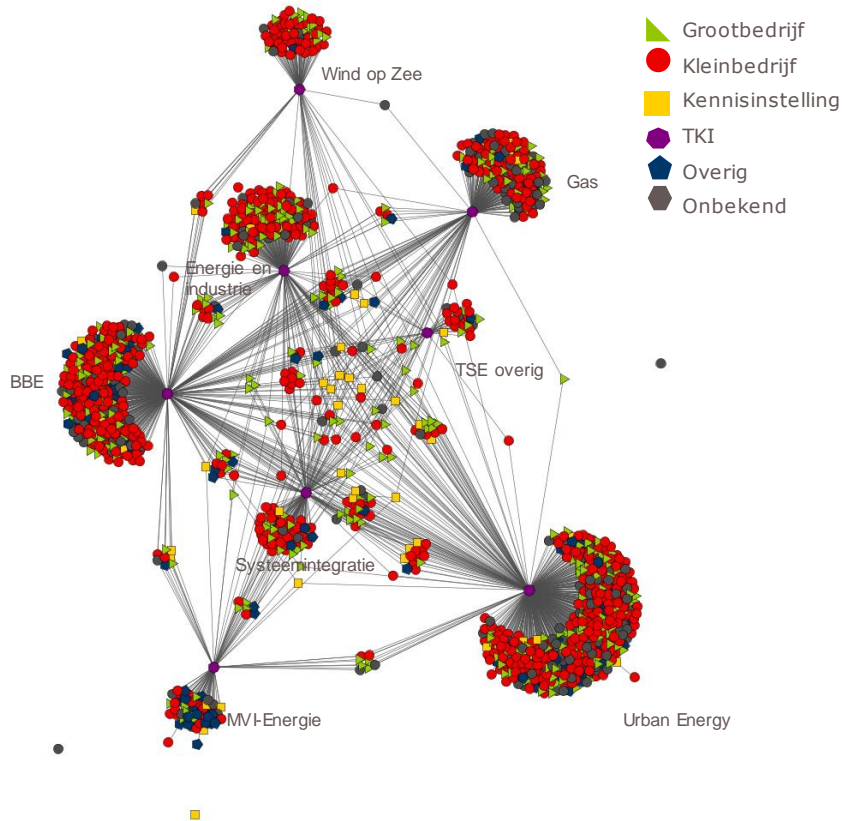 Grootbedrijf
Kleinbedrijf
Kennisinstelling
TKI
Overig
Onbekend
Wind op Zee
Gas
Energie en
industrie
TSE overig
BBE
Systeemintegratie
MVI-Energie
Urban Energy